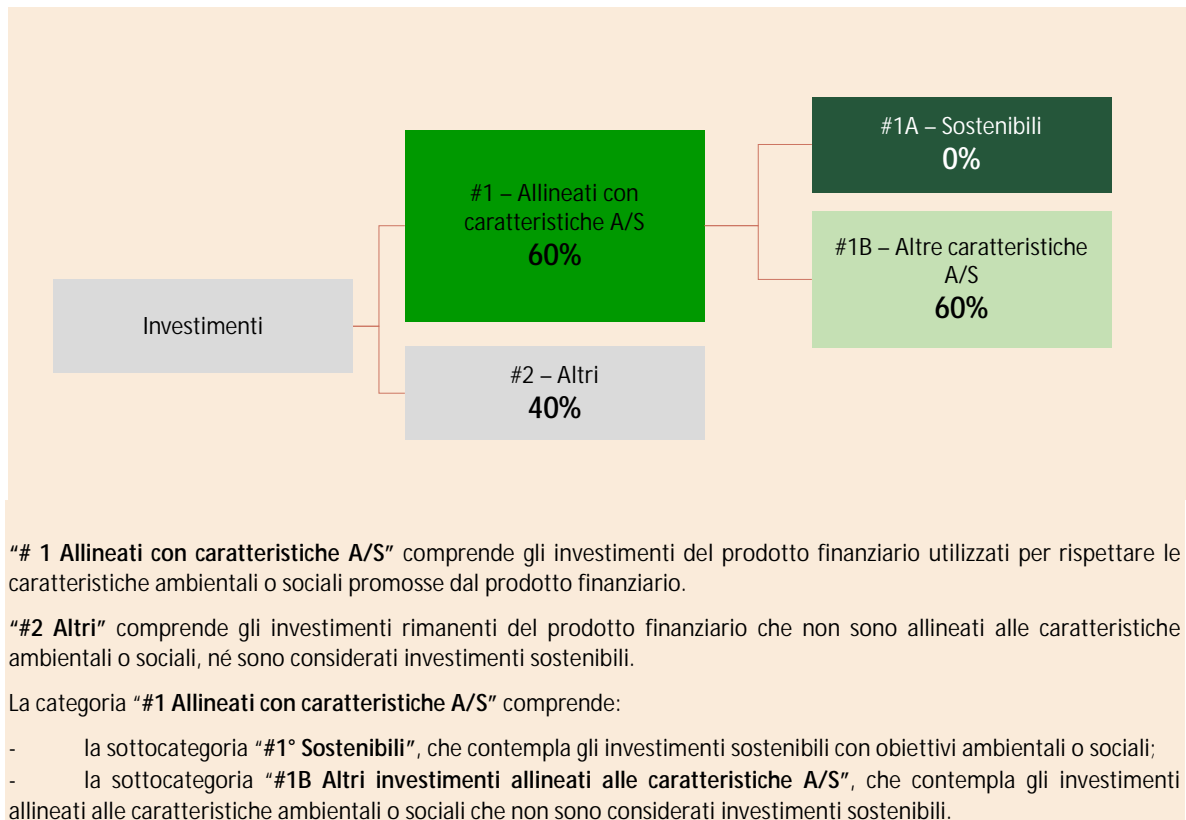 #1A – Sostenibili
0%
#1 – Allineati con
caratteristiche A/S
60%
#1B – Altre caratteristiche
A/S
60%
Investimenti
#2 – Altri
40%
“# 1 Allineati con caratteristiche A/S” comprende gli investimenti del prodotto finanziario utilizzati per rispettare le
caratteristiche ambientali o sociali promosse dal prodotto finanziario.
“#2 Altri” comprende gli investimenti rimanenti del prodotto finanziario che non sono allineati alle caratteristiche
ambientali o sociali, né sono considerati investimenti sostenibili.
La categoria “#1 Allineati con caratteristiche A/S” comprende:
- la sottocategoria “#1° Sostenibili”, che contempla gli investimenti sostenibili con obiettivi ambientali o sociali;
- la sottocategoria “#1B Altri investimenti allineati alle caratteristiche A/S”, che contempla gli investimenti
allineati alle caratteristiche ambientali o sociali che non sono considerati investimenti sostenibili.